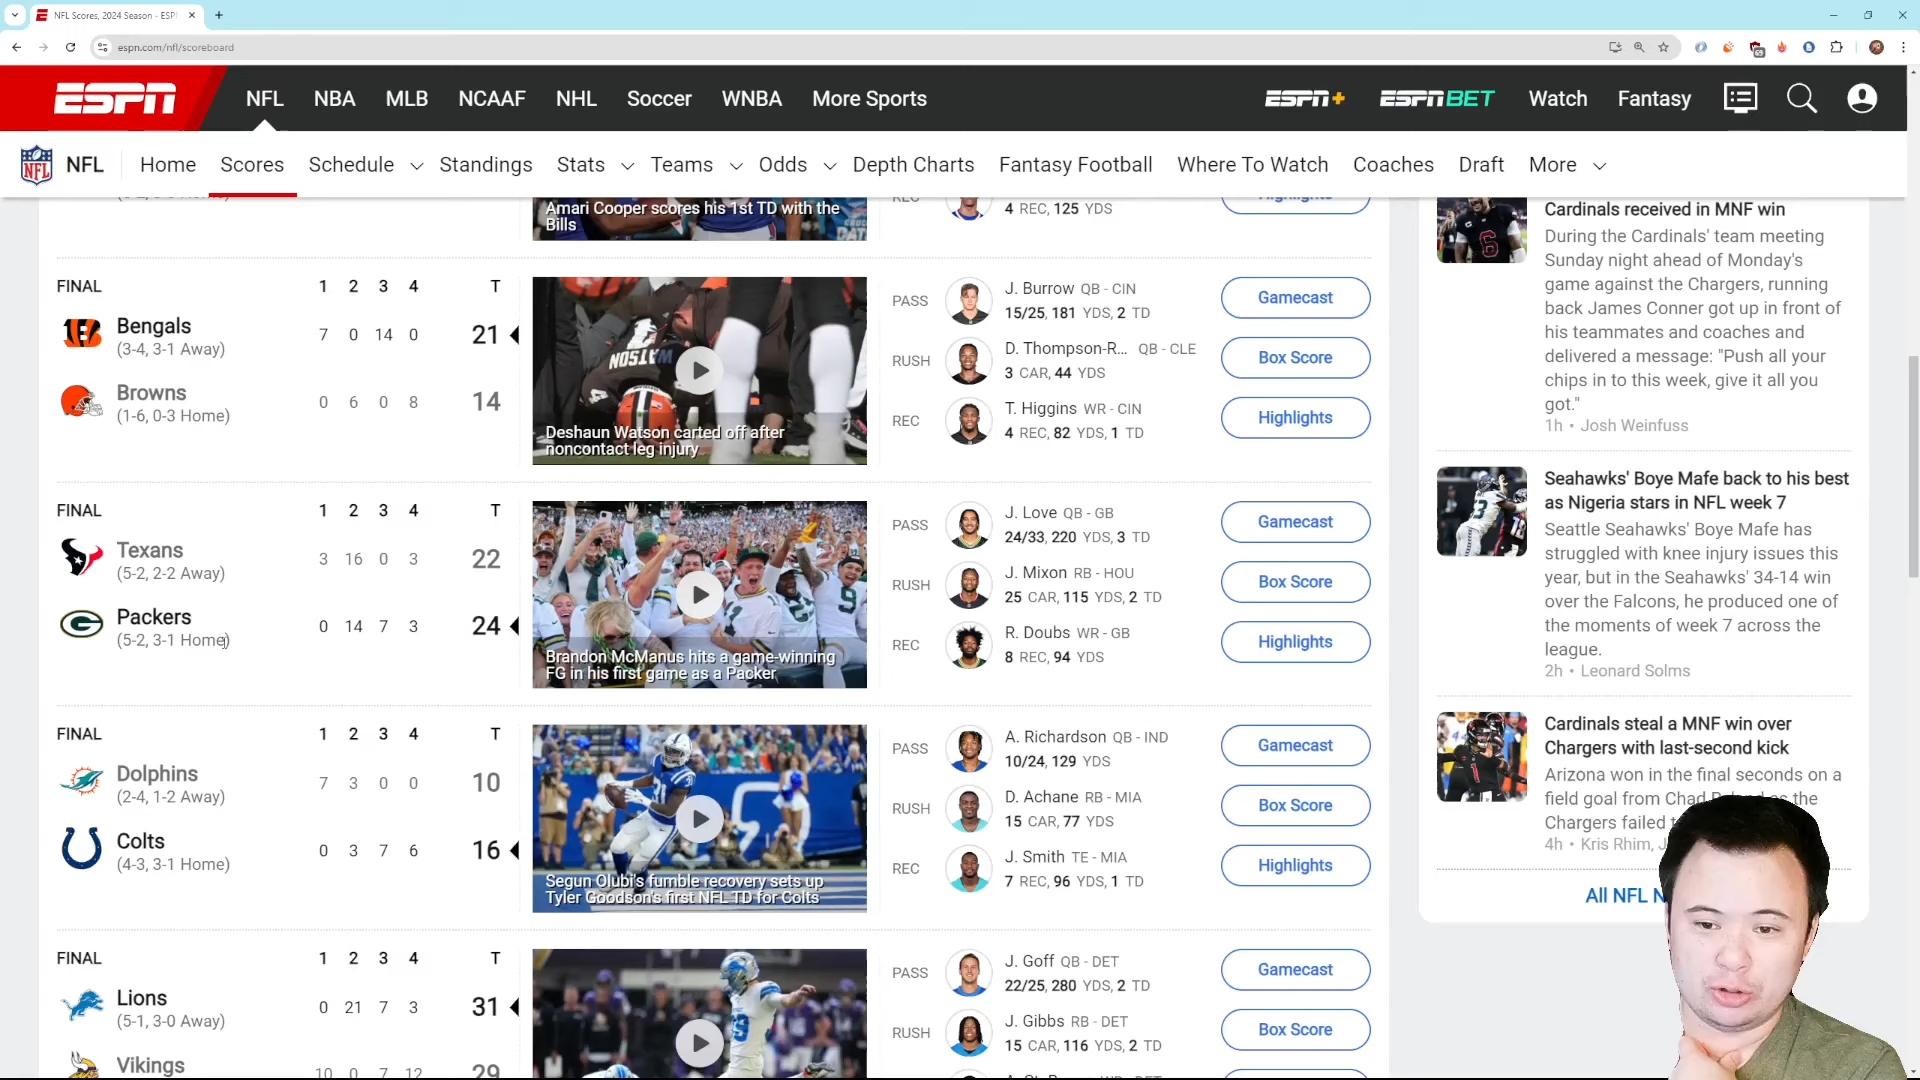 NFL Scores, 2024 Season - ESP
espn.com/nfl/scoreboard
ESPN NFL NBA MLB NCAAF NHL Soccer WNBA More Sports ESPN+ ESPN BET Watch Fantasy
NFL Home Scores Schedule Standings Stats Teams Odds Depth Charts Fantasy Football Where To Watch Coaches Draft More
Amari Cooper scores his 1st TD with the
Bills
4 REC, 125 YDS
Highlights
FINAL 1 2 3 4 T
Bengals 7 0 14 0 21
(3-4, 3-1 Away)
Browns 0 6 0 8 14
(1-6, 0-3 Home)
WATSON
4
Deshaun Watson carted off after
noncontact leg injury
PASS J. Burrow QB - CIN
15/25, 181 YDS, 2 TD
RUSH D. Thompson-R... QB - CLE
3 CAR, 44 YDS
REC T. Higgins WR - CIN
4 REC, 82 YDS, 1 TD
Gamecast
Box Score
Highlights
FINAL 1 2 3 4 T
Texans 3 16 0 3 22
(5-2, 2-2 Away)
Packers 0 14 7 3 24
(5-2, 3-1 Home)
Brandon McManus hits a game-winning
FG in his first game as a Packer
PASS J. Love QB - GB
24/33, 220 YDS, 3 TD
RUSH J. Mixon RB - HOU
25 CAR, 115 YDS, 2 TD
REC R. Doubs WR - GB
8 REC, 94 YDS
Gamecast
Box Score
Highlights
FINAL 1 2 3 4 T
Dolphins 7 3 0 0 10
(2-4, 1-2 Away)
Colts 0 3 7 6 16
(4-3, 3-1 Home)
Segun Olubi's fumble recovery sets up
Tyler Goodson's first NFL TD for Colts
PASS A. Richardson QB - IND
10/24, 129 YDS
RUSH D. Achane RB - MIA
15 CAR, 77 YDS
REC J. Smith TE - MIA
7 REC, 96 YDS, 1 TD
Gamecast
Box Score
Highlights
FINAL 1 2 3 4 T
Lions 0 21 7 3 31
(5-1, 3-0 Away)
Vikings 10 0 7 12 29
PASS J. Goff QB - DET
22/25, 280 YDS, 2 TD
RUSH J. Gibbs RB - DET
15 CAR, 116 YDS, 2 TD
Gamecast
Box Score
Cardinals received in MNF win
During the Cardinals' team meeting
Sunday night ahead of Monday's
game against the Chargers, running
back James Conner got up in front of
his teammates and coaches and
delivered a message: "Push all your
chips in to this week, give it all you
got."
1h • Josh Weinfuss
Seahawks' Boye Mafe back to his best
as Nigeria stars in NFL week 7
Seattle Seahawks' Boye Mafe has
struggled with knee injury issues this
year, but in the Seahawks' 34-14 win
over the Falcons, he produced one of
the moments of week 7 across the
league.
2h • Leonard Solms
Cardinals steal a MNF win over
Chargers with last-second kick
Arizona won in the final seconds on a
field goal from Chad the
Chargers failed
4h • Kris Rhim, J
All NFL N